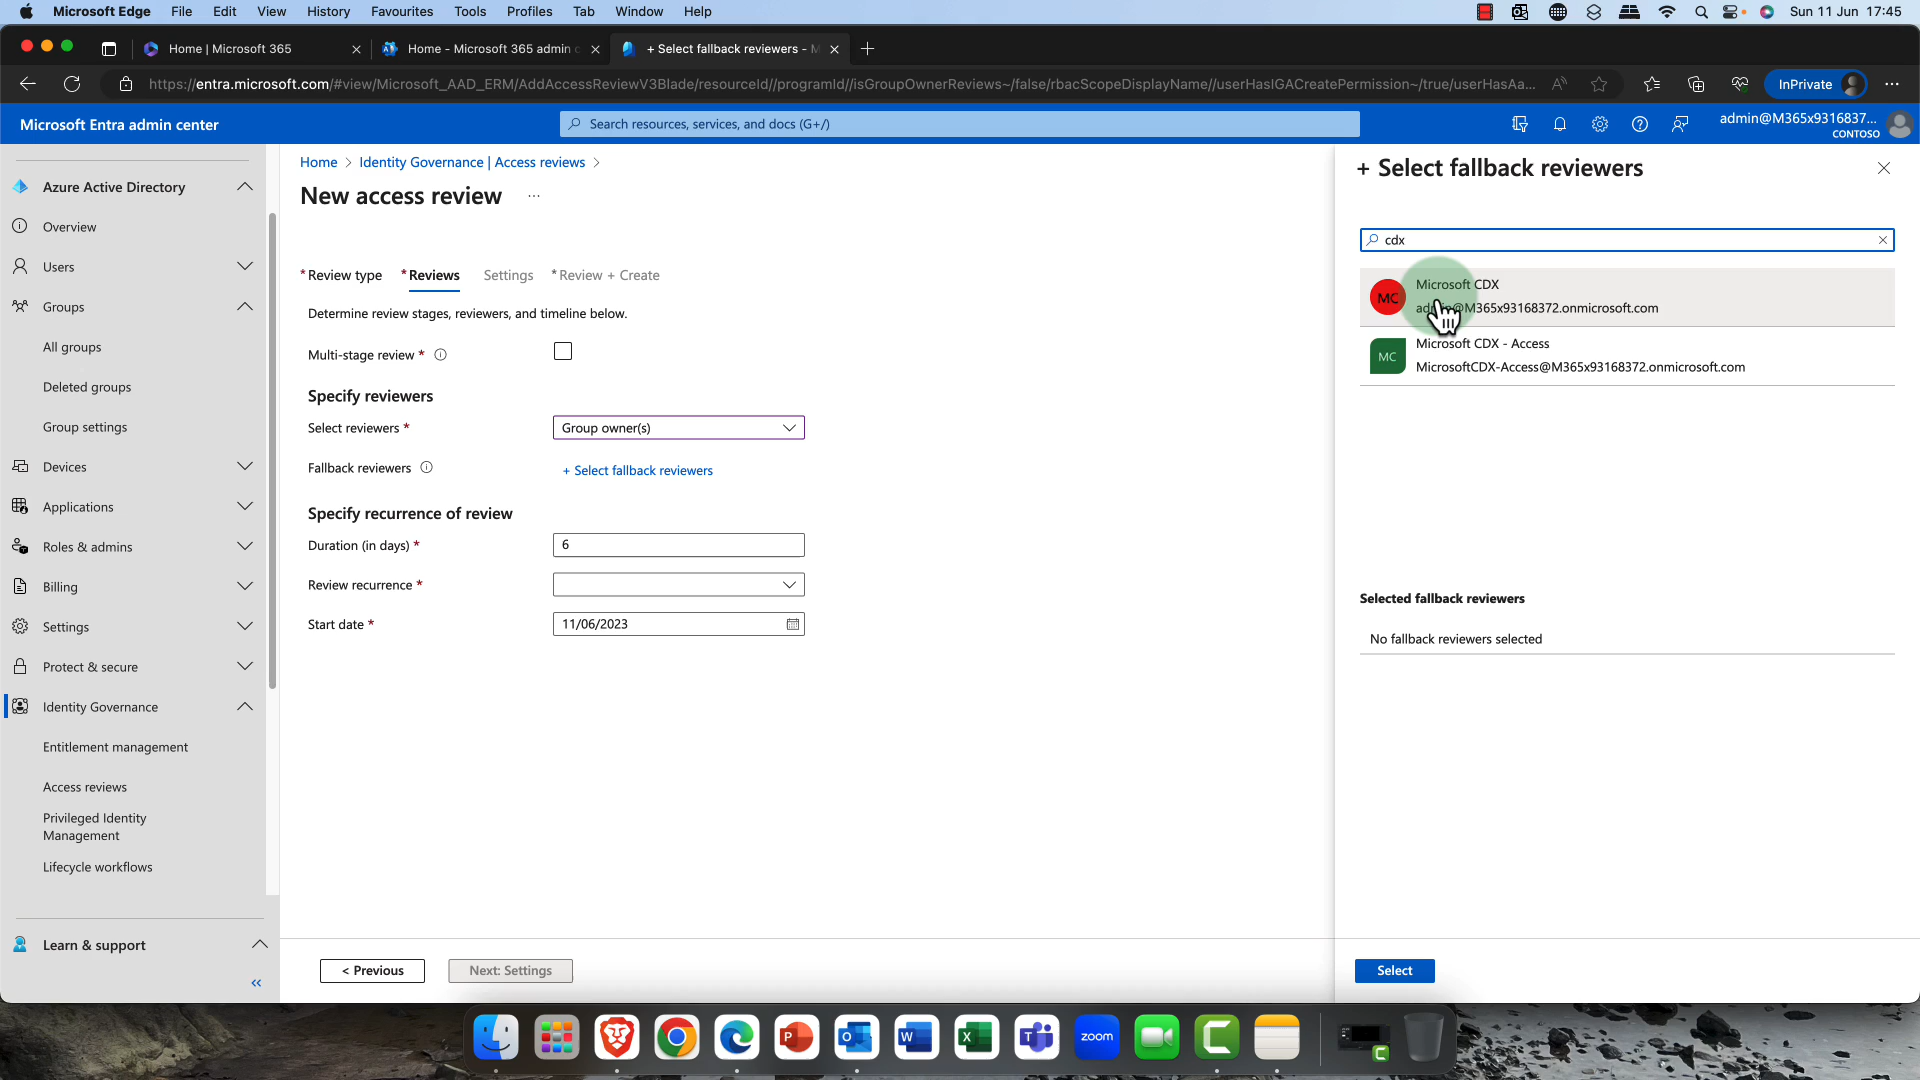 Microsoft Edge File Edit View History Favourites Tools Profiles Tab Window Help Sun 11 Jun 17:45
Home | Microsoft 365
Home - Microsoft 365 admin c
+ Select fallback reviewers - M
https://entra.microsoft.com/#view/Microsoft_AAD_ERM/AddAccessReviewV3Blade/resourceId//programId//isGroupOwnerReviews~/false/rbacScopeDisplayName//userHasIGACreatePermission~/true/userHasAa...
InPrivate
Microsoft Entra admin center
Search resources, services, and docs (G+/)
admin@M365x9316837...
CONTOSO
Azure Active Directory
Overview
Users
Groups
All groups
Deleted groups
Group settings
Devices
Applications
Roles & admins
Billing
Settings
Protect & secure
Identity Governance
Entitlement management
Access reviews
Privileged Identity
Management
Lifecycle workflows
Learn & support
Home > Identity Governance | Access reviews >
New access review ...
* Review type * Reviews Settings * Review + Create
Determine review stages, reviewers, and timeline below.
Multi-stage review *
Specify reviewers
Select reviewers * Group owner(s)
Fallback reviewers + Select fallback reviewers
Specify recurrence of review
Duration (in days) * 6
Review recurrence *
Start date * 11/06/2023
< Previous
Next: Settings
+ Select fallback reviewers
cdx
MC
Microsoft CDX
admin@M365x93168372.onmicrosoft.com
MC
Microsoft CDX - Access
MicrosoftCDX-Access@M365x93168372.onmicrosoft.com
Selected fallback reviewers
No fallback reviewers selected
Select
zoom